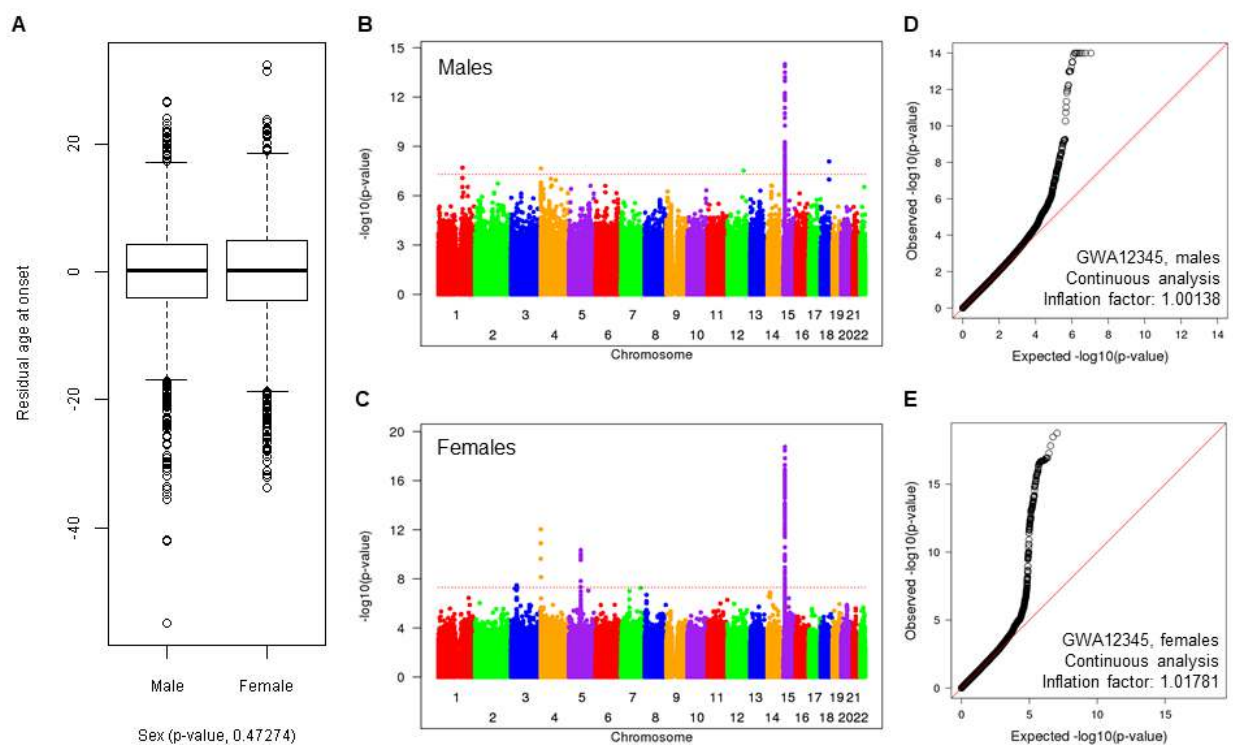 A
Residual age at onset
20
0
-20
-40
Male Female
Sex (p-value, 0.47274)
B
Males
-log10(p-value)
15
12
9
6
3
0
1 3 5 7 9 11 13 15 17 19 21
2 4 6 8 10 12 14 16 18 20 22
Chromosome
C
Females
-log10(p-value)
20
16
12
8
4
0
1 3 5 7 9 11 13 15 17 19 21
2 4 6 8 10 12 14 16 18 20 22
Chromosome
D
Observed -log10(p-value)
14
12
10
8
6
4
2
0
GWA12345, males
Continuous analysis
Inflation factor: 1.00138
0 2 4 6 8 10 12 14
Expected -log10(p-value)
E
Observed -log10(p-value)
15
10
5
0
GWA12345, females
Continuous analysis
Inflation factor: 1.01781
0 5 10 15
Expected -log10(p-value)